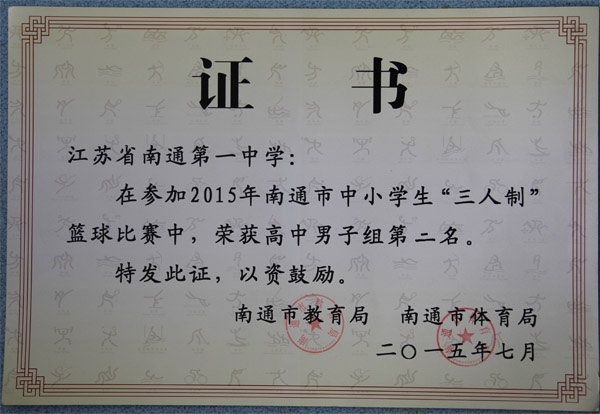 证 书
江苏省南通第一中学：
在参加2015年南通市中小学生“三人制”
篮球比赛中，荣获高中男子组第二名。
特发此证，以资鼓励。
南通市教育局 南通市体育局
二〇一五年七月